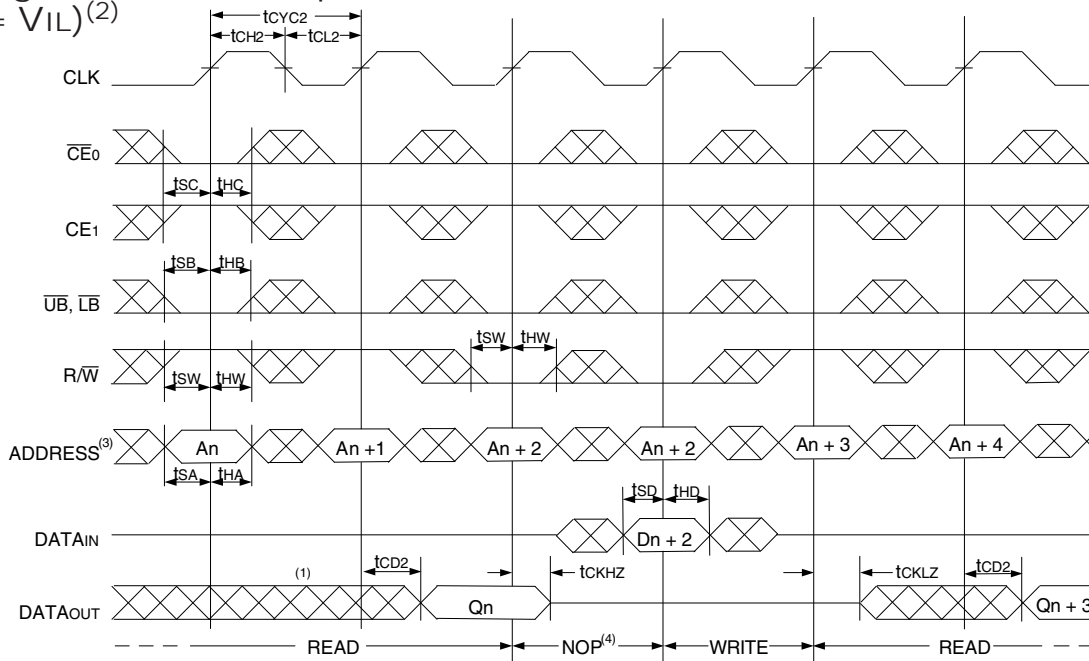 = VIL)(2)
tCYC2
tCH2 tCL2
CLK
CE0
tSC tHC
CE1
tSB tHB
UB, LB
tSW tHW
R/W
tSW tHW
ADDRESS(3) An An +1 An + 2 An + 2 An + 3 An + 4
tSA tHA
tSD tHD
DATAIN Dn + 2
(1) tCD2 tCKHZ tCKLZ tCD2
DATAOUT Qn Qn + 3
READ NOP(4) WRITE READ